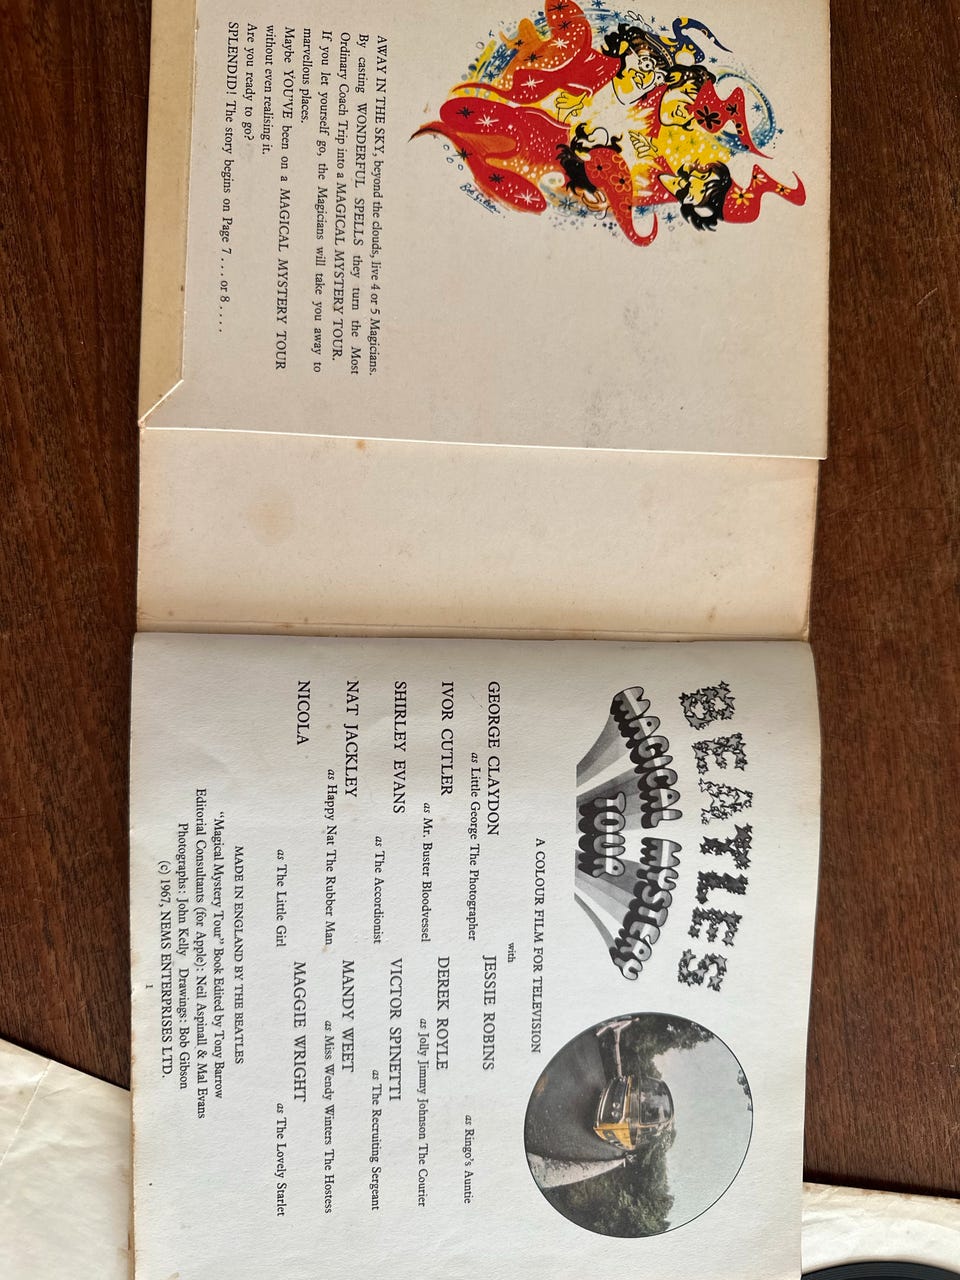 Bob Gibson
AWAY IN THE SKY, beyond the clouds, live 4 or 5 Magicians.
By casting WONDERFUL SPELLS they turn the Most
Ordinary Coach Trip into a MAGICAL MYSTERY TOUR.
If you let yourself go, the Magicians will take you away to
marvellous places.
Maybe YOU'VE been on a MAGICAL MYSTERY TOUR
without even realising it.
Are you ready to go?
SPLENDID! The story begins on Page 7 . . . . or 8 . . . .
BEATLES
MAGICAL MYSTERY
TOUR
A COLOUR FILM FOR TELEVISION
with
GEORGE CLAYDON
as Little George The Photographer
IVOR CUTLER
as Mr. Buster Bloodvessel
SHIRLEY EVANS
as The Accordionist
NAT JACKLEY
as Happy Nat The Rubber Man
NICOLA
as The Little Girl
JESSIE ROBINS
as Ringo's Auntie
DEREK ROYLE
as Jolly Jimmy Johnson The Courier
VICTOR SPINETTI
as The Recruiting Sergeant
MANDY WEET
as Miss Wendy Winters The Hostess
MAGGIE WRIGHT
as The Lovely Starlet
MADE IN ENGLAND BY THE BEATLES
"Magical Mystery Tour" Book Edited by Tony Barrow
Editorial Consultants (for Apple): Neil Aspinall & Mal Evans
Photographs: John Kelly Drawings: Bob Gibson
(c) 1967, NEMS ENTERPRISES LTD.
1